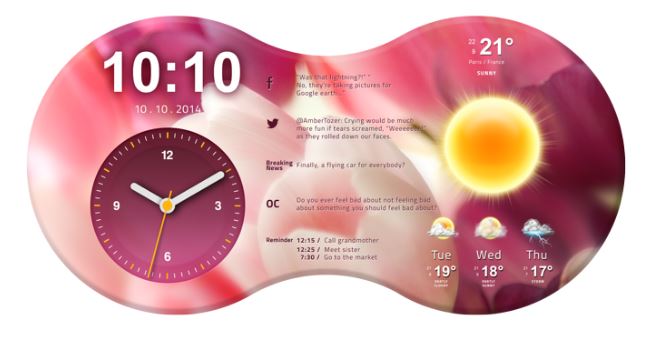 10:10
10 . 10 . 2014
12
9
3
6
"Was that lightning?!" "
No, they're taking pictures for
Google earth..."
@AmberTozer: Crying would be much
more fun if tears screamed, "Weeeeeee!"
as they rolled down our faces.
Breaking
News
Finally, a flying car for everybody?
OC
Do you ever feel bad about not feeling bad
about something you should feel bad about?
Reminder 12:15 / Call grandmother
12:25 / Meet sister
7:30 / Go to the market
22
9
21°
Paris / France
SUNNY
Tue Wed Thu
19° 18° 17°